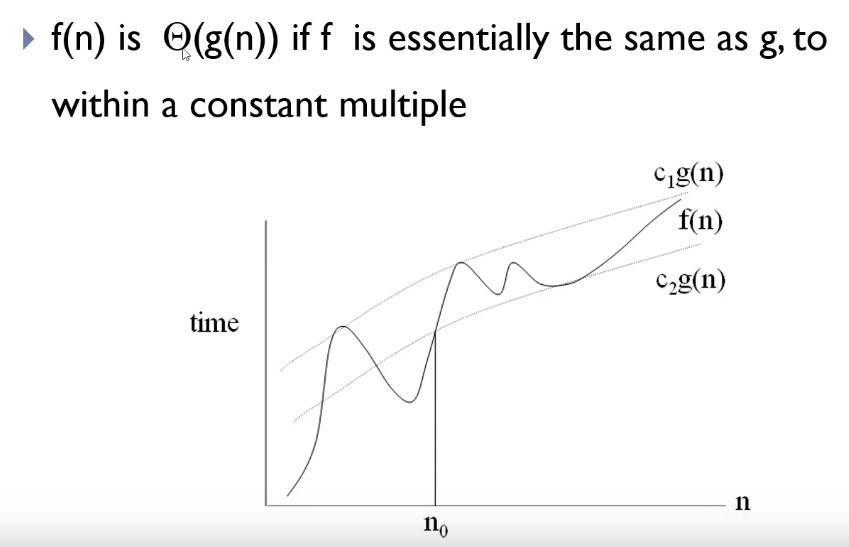 f(n) is Θ(g(n)) if f is essentially the same as g, to
within a constant multiple
c₁g(n)
f(n)
c₂g(n)
time
n
n₀